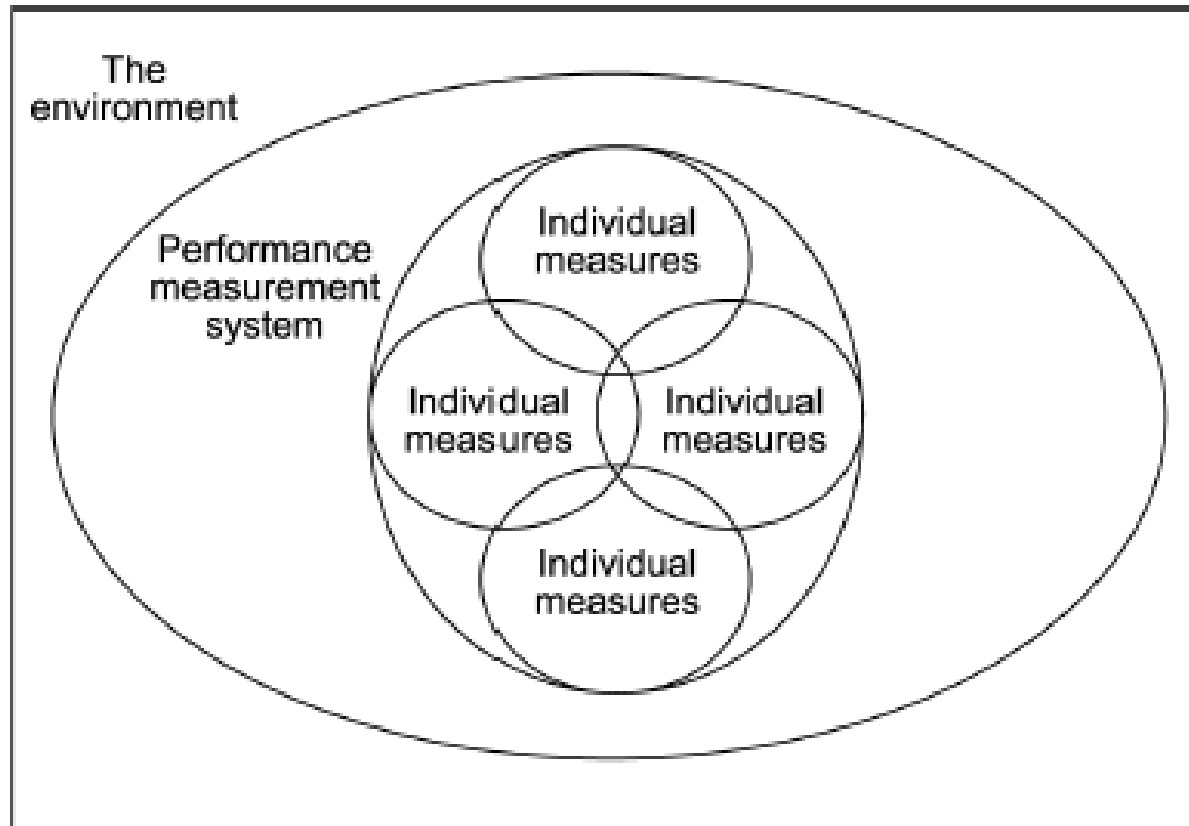 The
environment
Performance
measurement
system
Individual
measures
Individual
measures
Individual
measures
Individual
measures